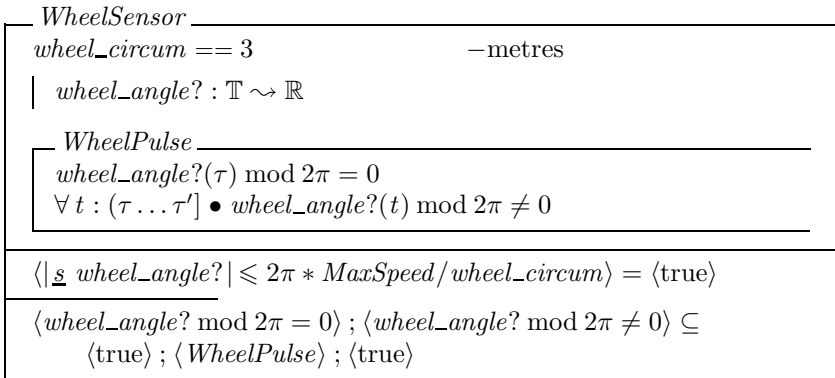 WheelSensor
wheel_circum == 3 −metres
wheel_angle? : 𝕋 ⇝ ℝ
WheelPulse
wheel_angle?(τ) mod 2π = 0
∀ t : (τ … τ′] • wheel_angle?(t) mod 2π ≠ 0
⟨| s̲ wheel_angle? | ⩽ 2π ∗ MaxSpeed/wheel_circum⟩ = ⟨true⟩
⟨wheel_angle? mod 2π = 0⟩ ; ⟨wheel_angle? mod 2π ≠ 0⟩ ⊆
⟨true⟩ ; ⟨WheelPulse⟩ ; ⟨true⟩